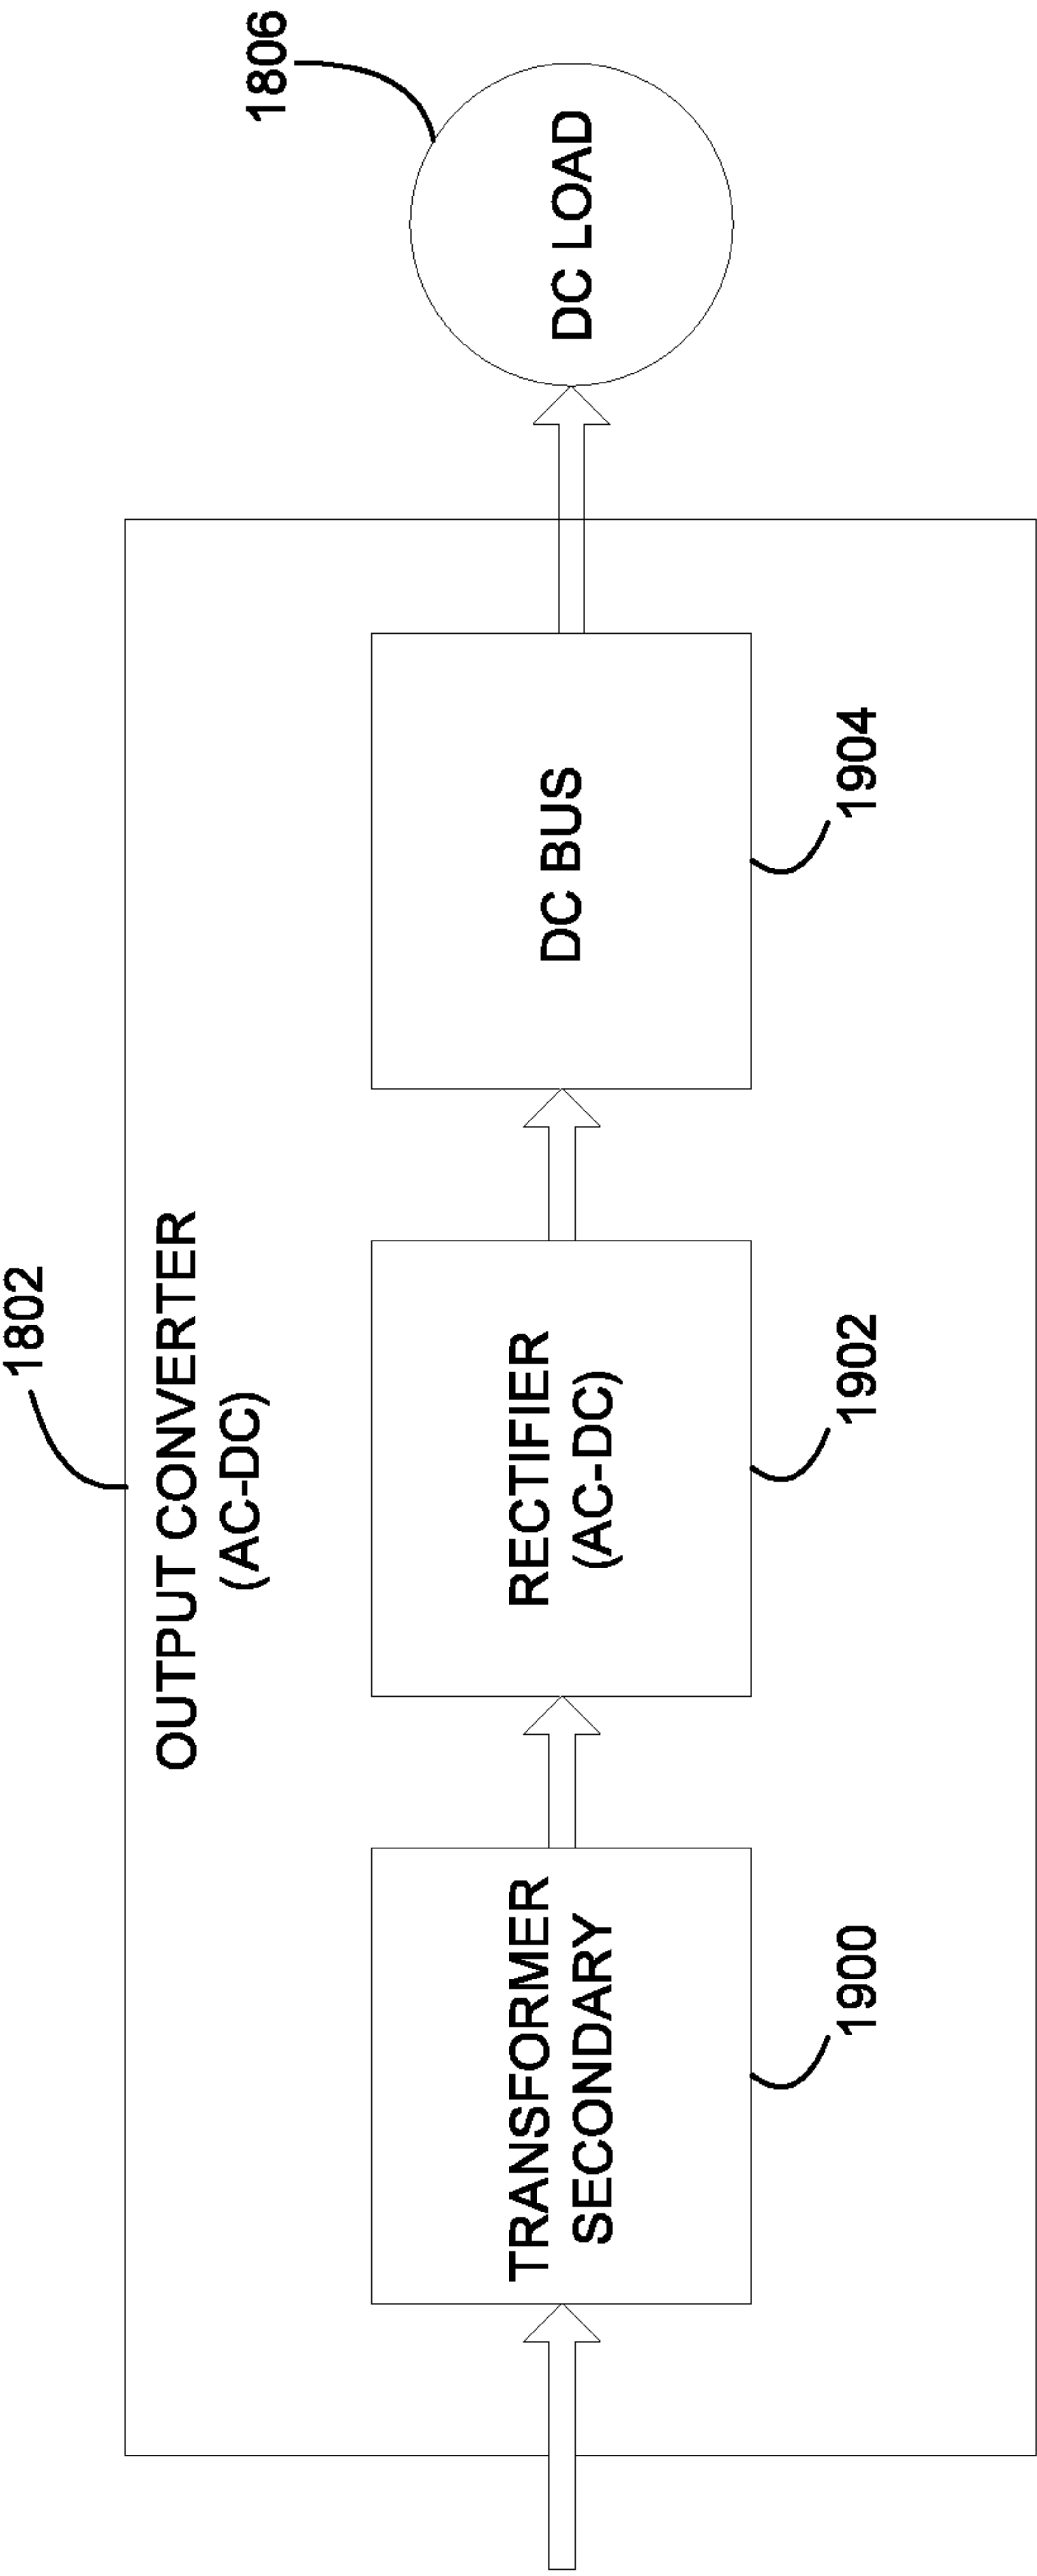 1802
OUTPUT CONVERTER
(AC-DC)
1806
TRANSFORMER
SECONDARY
RECTIFIER
(AC-DC)
DC BUS
DC LOAD
1900
1902
1904